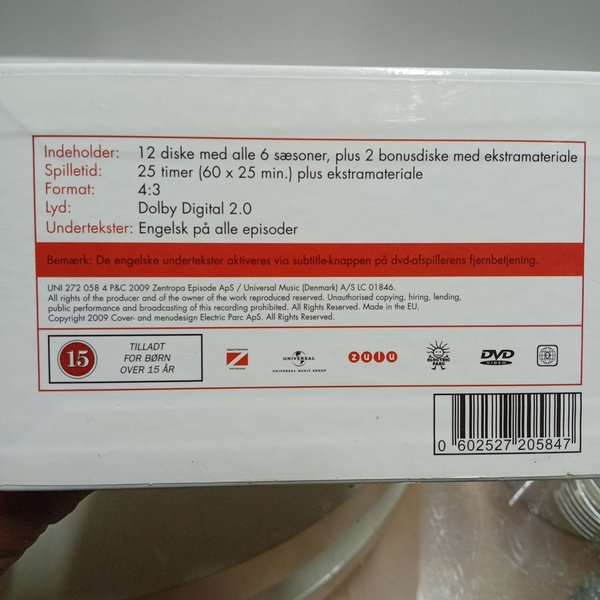 Indeholder: 12 diske med alle 6 sæsoner, plus 2 bonusdiske med ekstramateriale
Spilletid: 25 timer (60 x 25 min.) plus ekstramateriale
Format: 4:3
Lyd: Dolby Digital 2.0
Undertekster: Engelsk på alle episoder
Bemærk: De engelske undertekster aktiveres via subtitle-knappen på dvd-afspillerens fjernbetjening.
UNI 272 058 4 P&C 2009 Zentropa Episode ApS / Universal Music (Denmark) A/S LC 01846.
All rights of the producer and of the owner of the work reproduced reserved. Unauthorised copying, hiring, lending,
public performance and broadcasting of this recording prohibited. All Rights Reserved. Made in the EU.
Copyright 2009 Cover- and menudesign Electric Parc ApS. All Rights Reserved.
15
TILLADT
FOR BØRN
OVER 15 ÅR
UNIVERSAL
UNIVERSAL MUSIC GROUP
zulu
ELECTRIC
PARC
DVD
VIDEO
0
0 602527 205847